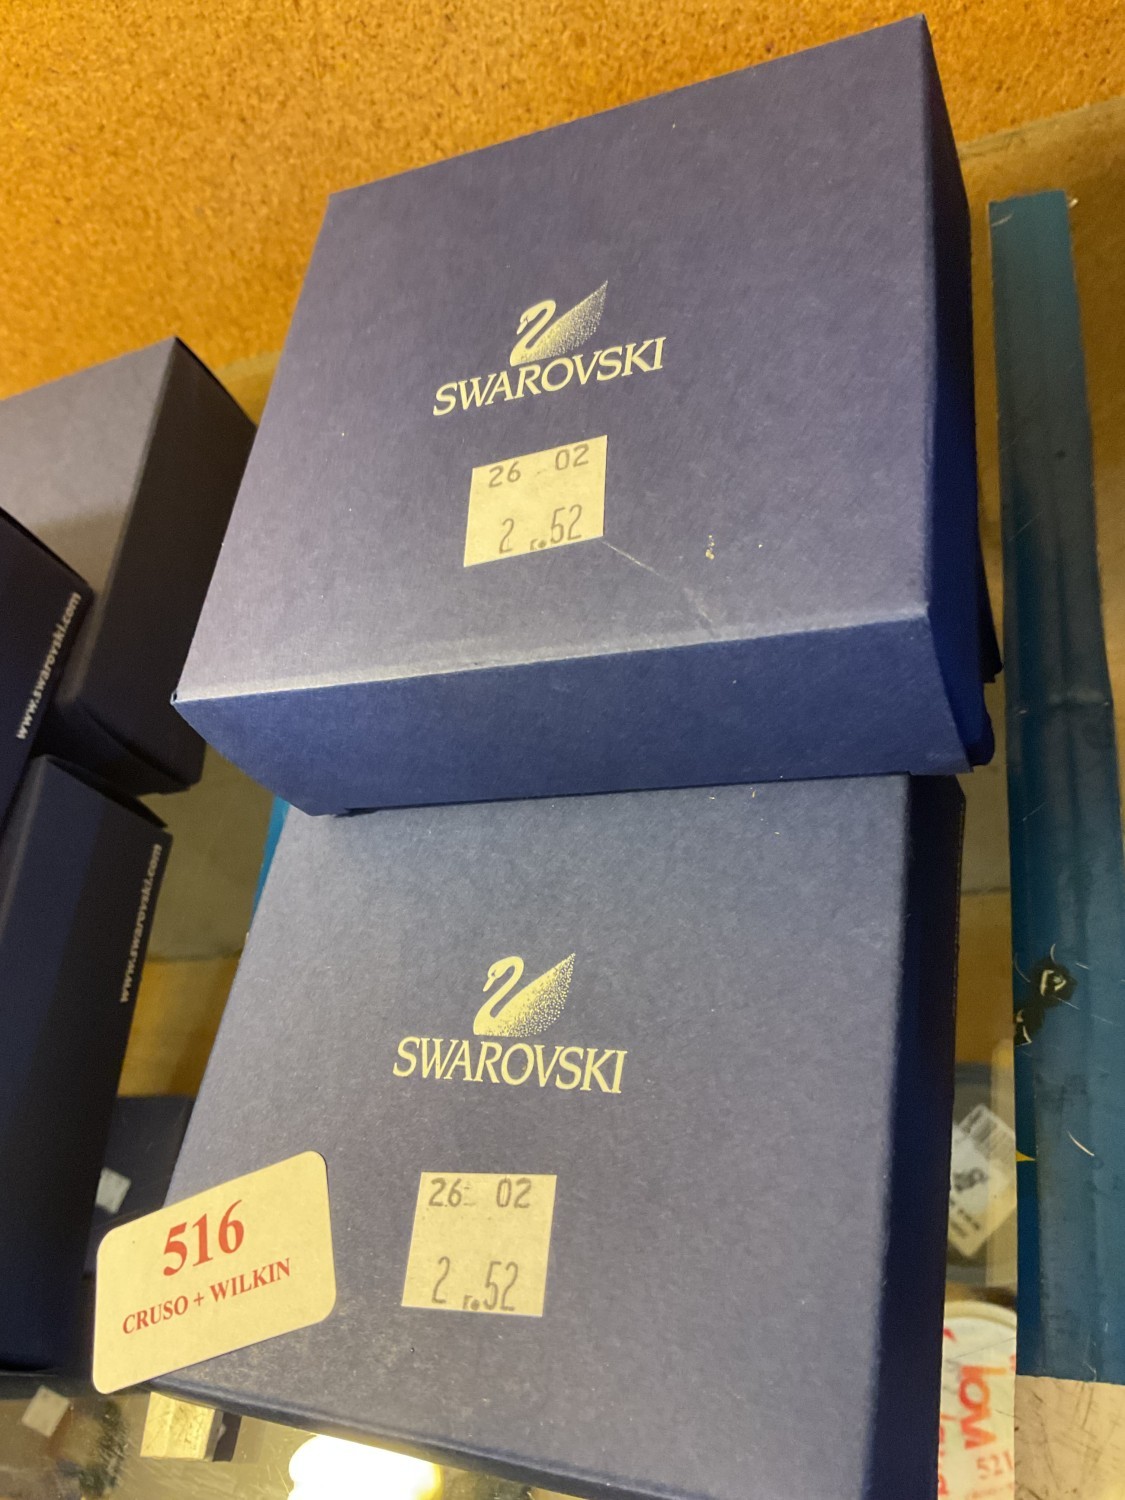 SWAROVSKI
26 02
2 r.52
www.swarovski.com
www.swarovski.com
SWAROVSKI
26 02
2 r.52
516
CRUSO + WILKIN
521